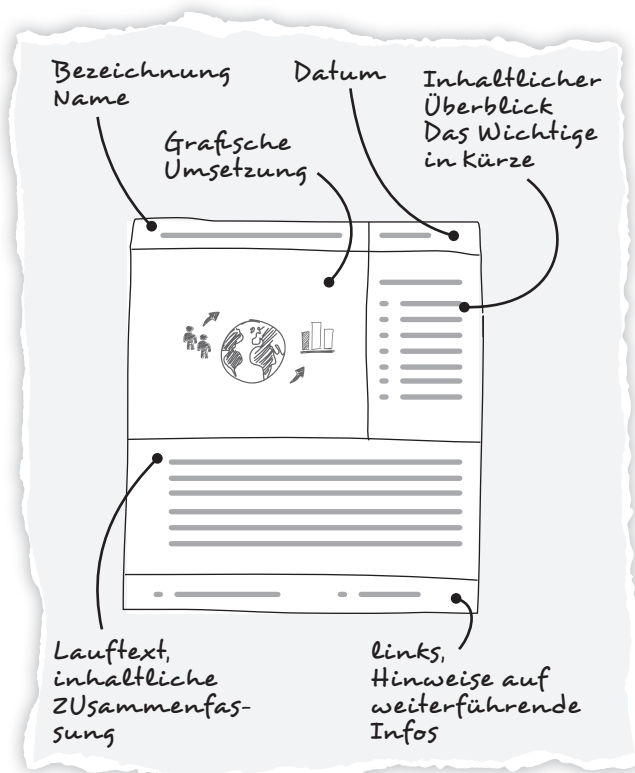 Bezeichnung
Name
Datum
Inhaltlicher
Überblick
Das Wichtige
in Kürze
Grafische
Umsetzung
Lauftext,
inhaltliche
ZUsammenfas-
sung
links,
Hinweise auf
weiterführende
Infos